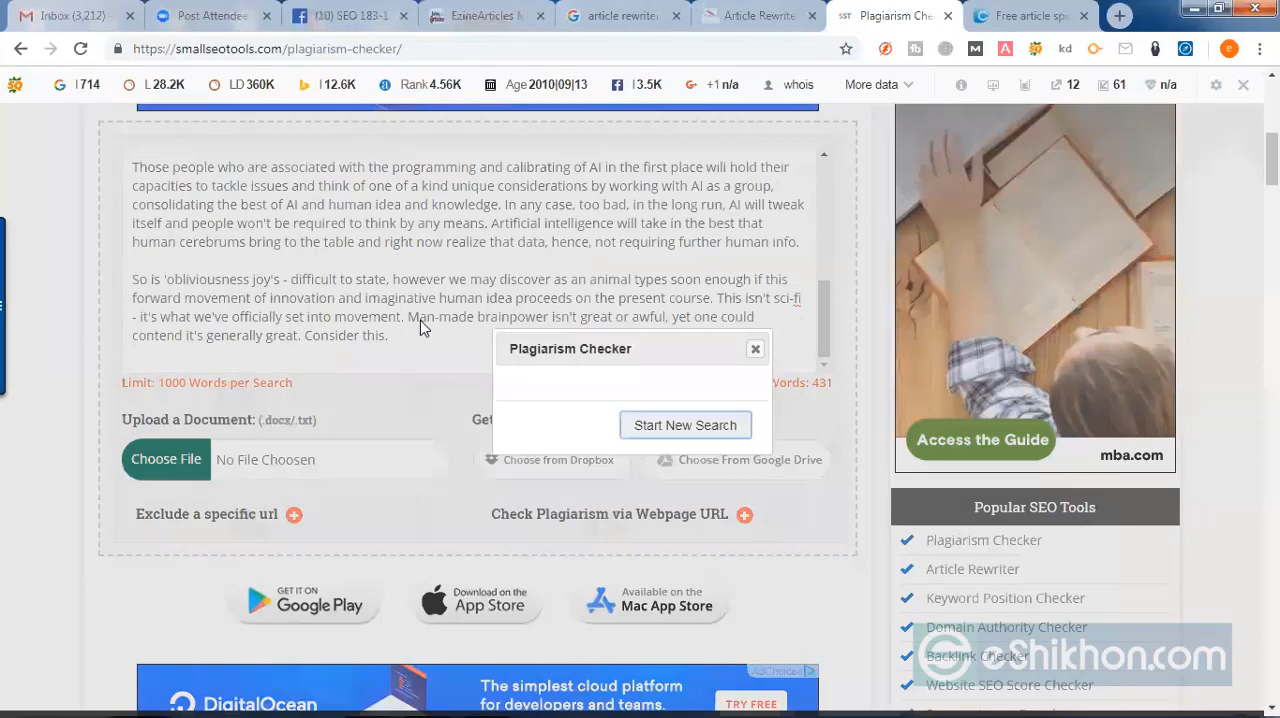 Inbox (3,212)
Post Attendee
f10) SEO 183-1
EzineArticles
article rewriter
Article Rewrite
SST Plagiarism Che
Free article spi
https://smallseotools.com/plagiarism-checker/
kd
I 714
L 28.2K
LD 360K
I 12.6K
Rank 4.56K
Age 2010|09|13
I 3.5K
+1 n/a
whois
More data
12
61
n/a
Those people who are associated with the programming and calibrating of AI in the first place wili hold their
capacities to tackle issues and think of one of a kind unique considerations by working with AI as a group,
consolidating the best of AI and human idea and knowledge. In any case, too bad, in the long run, AI will tweak
itself and people won't be required to think by any means. Artificial intelligence will take in the best that
human cerebrums bring to the table and right now realize that data, hence, not requiring further human info.
So is 'obliviousness joy's - difficult to state, however we may discover as an animal types soon enough if this
forward movement of innovation and imaginative human idea proceeds on the present course. This isn't sci-fi
- it's what we've officially set into movement. Man-made brainpower isn't great or awful, yet one could
contend it's generally great. Consider this.
Plagiarism Checker
Start New Search
Limit: 1000 Words per Search
Words: 431
Upload a Document: (.docx/.txt)
Get
Choose File
No File Choosen
Choose from Dropbox
Choose From Google Drive
Exclude a specific url
Check Plagiarism via Webpage URL
GET IT ON
Google Play
Download on the
App Store
Available on the
Mac App Store
AdChoices
DigitalOcean
The simplest cloud platform
for developers and teams.
TRY FREE
Access the Guide
mba.com
Popular SEO Tools
Plagiarism Checker
Article Rewriter
Keyword Position Checker
Domain Authority Checker
Backlink Checker
Website SEO Score Checker
eShikhon.com